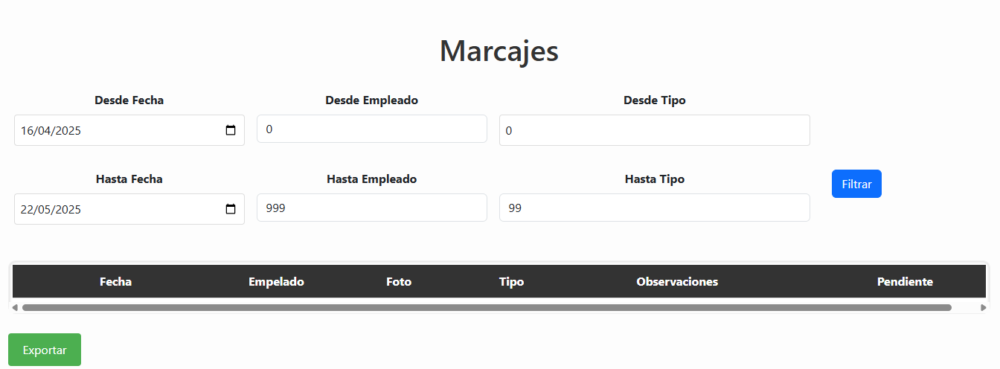 Marcajes
Desde Fecha Desde Empleado Desde Tipo
16/04/2025 0 0
Hasta Fecha Hasta Empleado Hasta Tipo
Filtrar
22/05/2025 999 99
Fecha Empelado Foto Tipo Observaciones Pendiente
Exportar